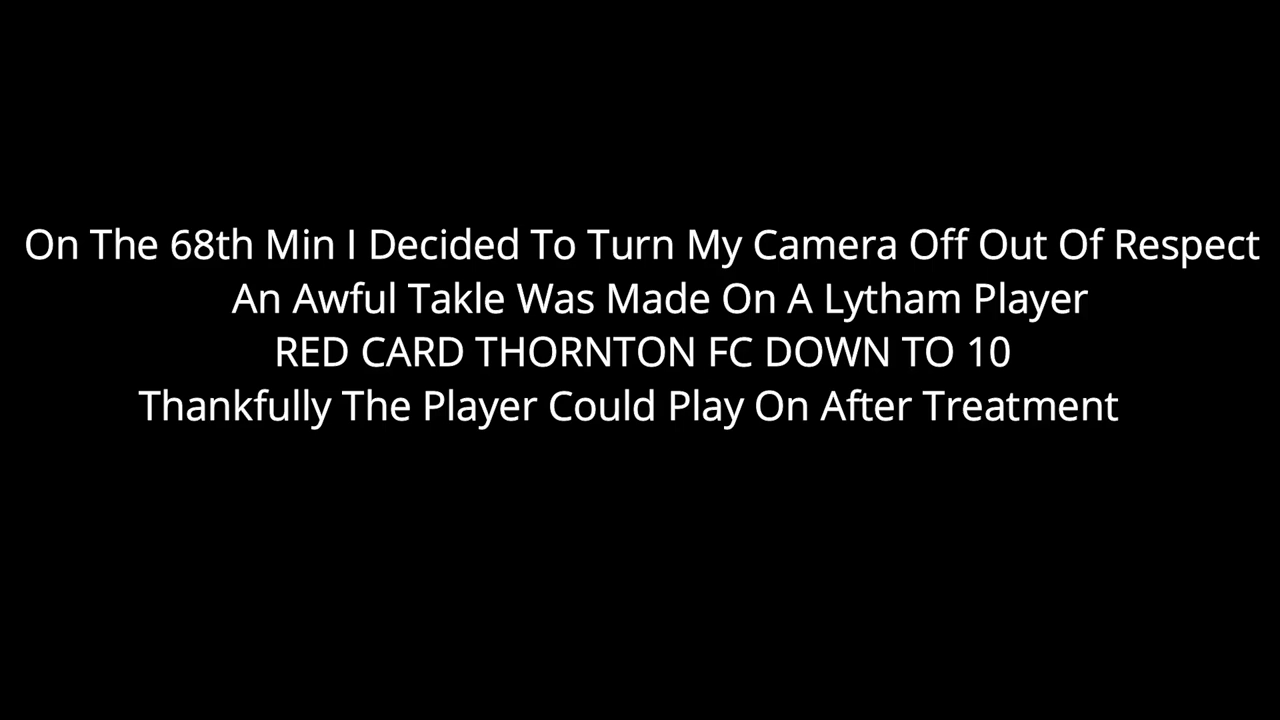 On The 68th Min I Decided To Turn My Camera Off Out Of Respect
An Awful Takle Was Made On A Lytham Player
RED CARD THORNTON FC DOWN TO 10
Thankfully The Player Could Play On After Treatment